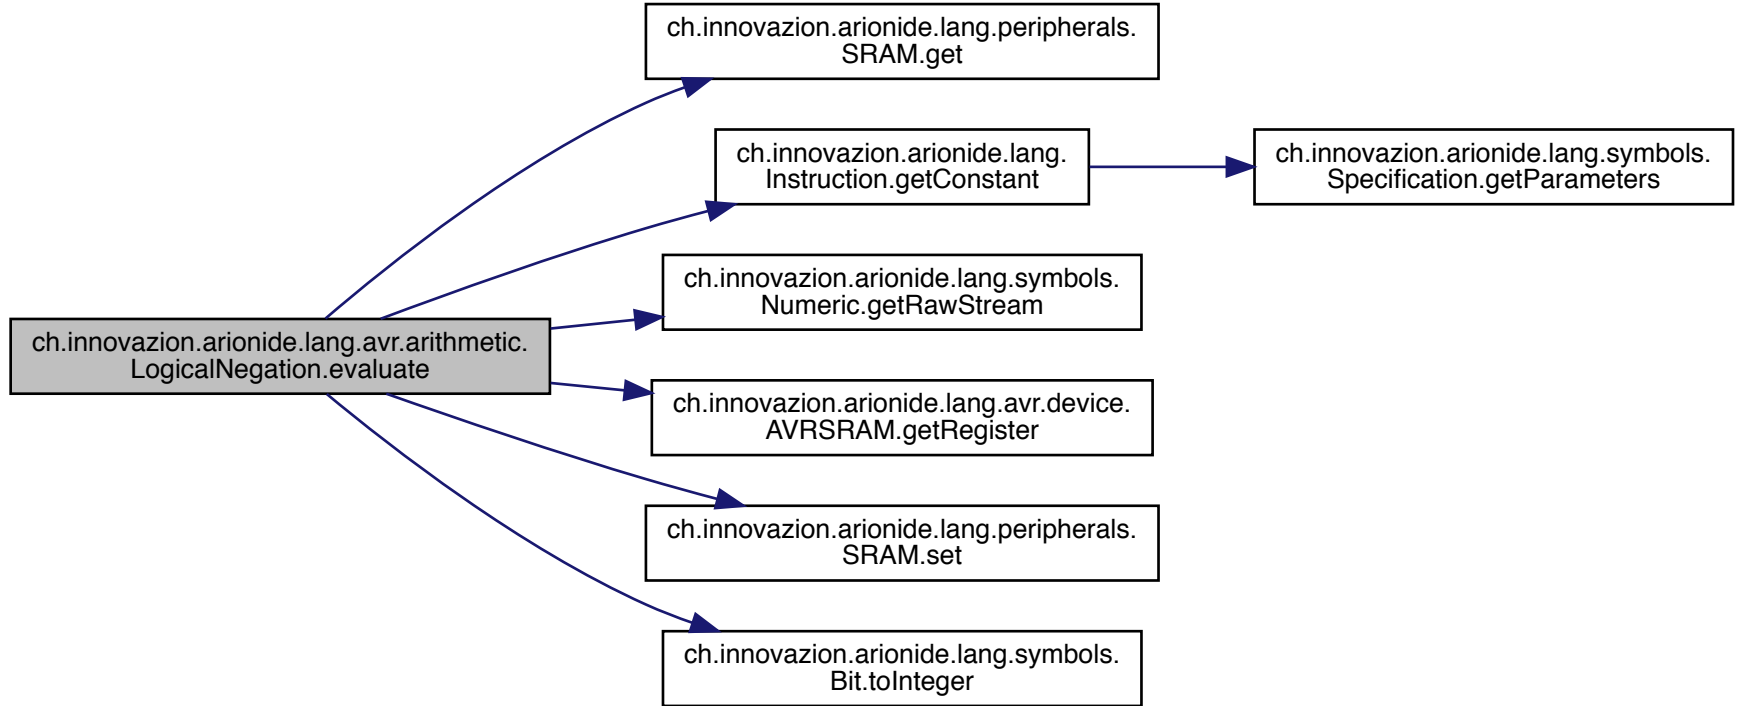 ch.innovazion.arionide.lang.peripherals.
SRAM.get
ch.innovazion.arionide.lang.
Instruction.getConstant
ch.innovazion.arionide.lang.symbols.
Specification.getParameters
ch.innovazion.arionide.lang.symbols.
Numeric.getRawStream
ch.innovazion.arionide.lang.avr.arithmetic.
LogicalNegation.evaluate
ch.innovazion.arionide.lang.avr.device.
AVRSRAM.getRegister
ch.innovazion.arionide.lang.peripherals.
SRAM.set
ch.innovazion.arionide.lang.symbols.
Bit.toInteger